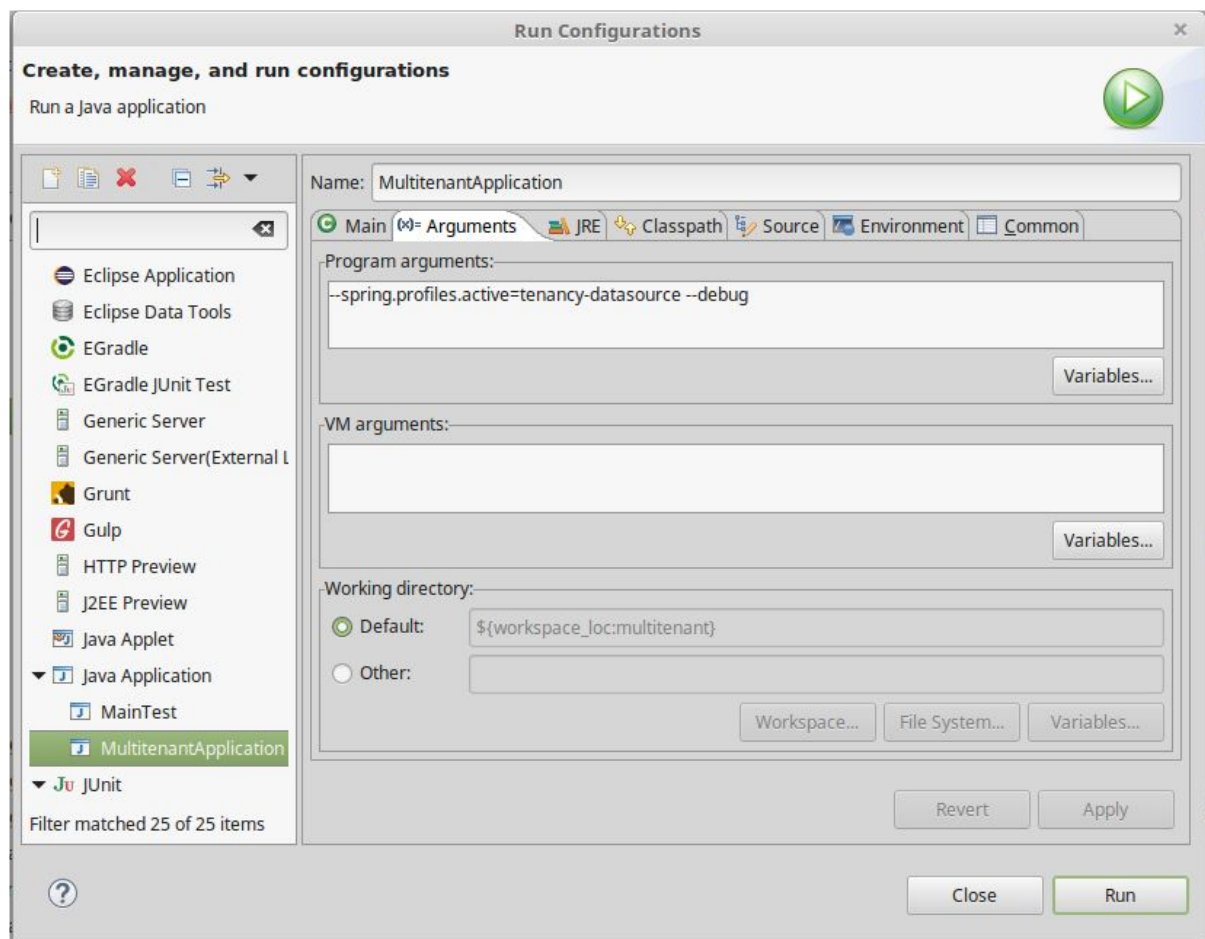 Run Configurations
Create, manage, and run configurations
Run a Java application
Name: MultitenantApplication
Main (x)= Arguments JRE Classpath Source Environment Common
Program arguments:
--spring.profiles.active=tenancy-datasource --debug
Variables...
VM arguments:
Variables...
Working directory:
Default: ${workspace_loc:multitenant}
Other:
Workspace... File System... Variables...
Revert Apply
Eclipse Application
Eclipse Data Tools
EGradle
EGradle JUnit Test
Generic Server
Generic Server(External L
Grunt
Gulp
HTTP Preview
J2EE Preview
Java Applet
Java Application
MainTest
MultitenantApplication
Ju JUnit
Filter matched 25 of 25 items
Close Run